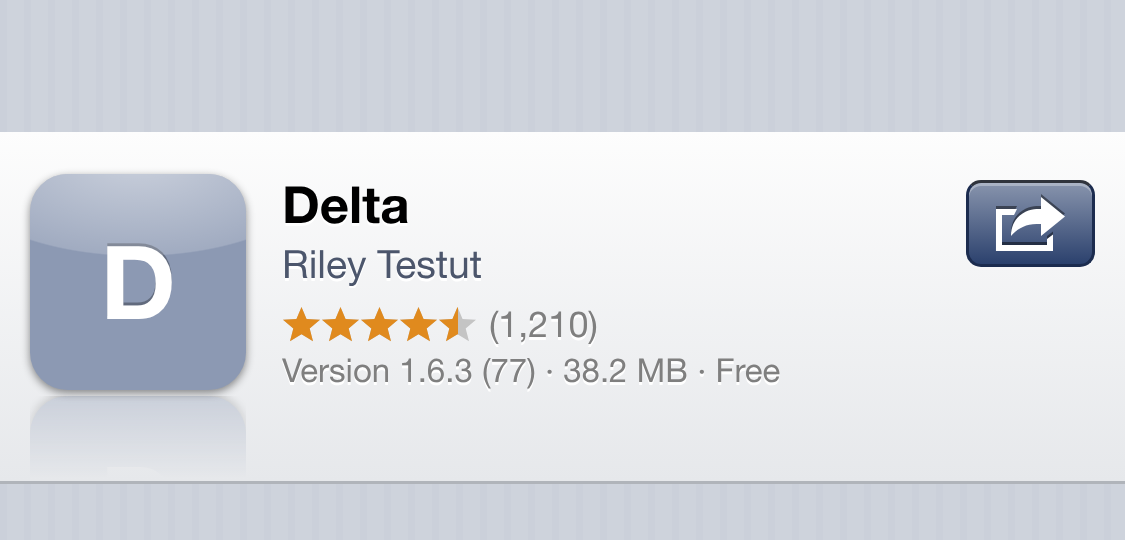 D
Delta
Riley Testut
(1,210)
Version 1.6.3 (77) · 38.2 MB · Free